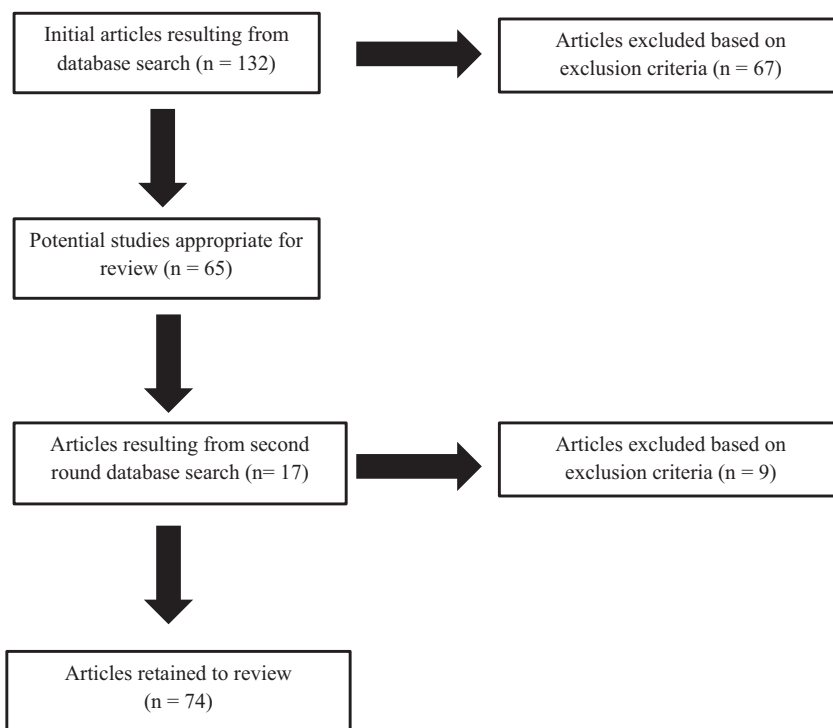 Initial articles resulting from
database search (n = 132)
Articles excluded based on
exclusion criteria (n = 67)
Potential studies appropriate for
review (n = 65)
Articles resulting from second
round database search (n= 17)
Articles excluded based on
exclusion criteria (n = 9)
Articles retained to review
(n = 74)